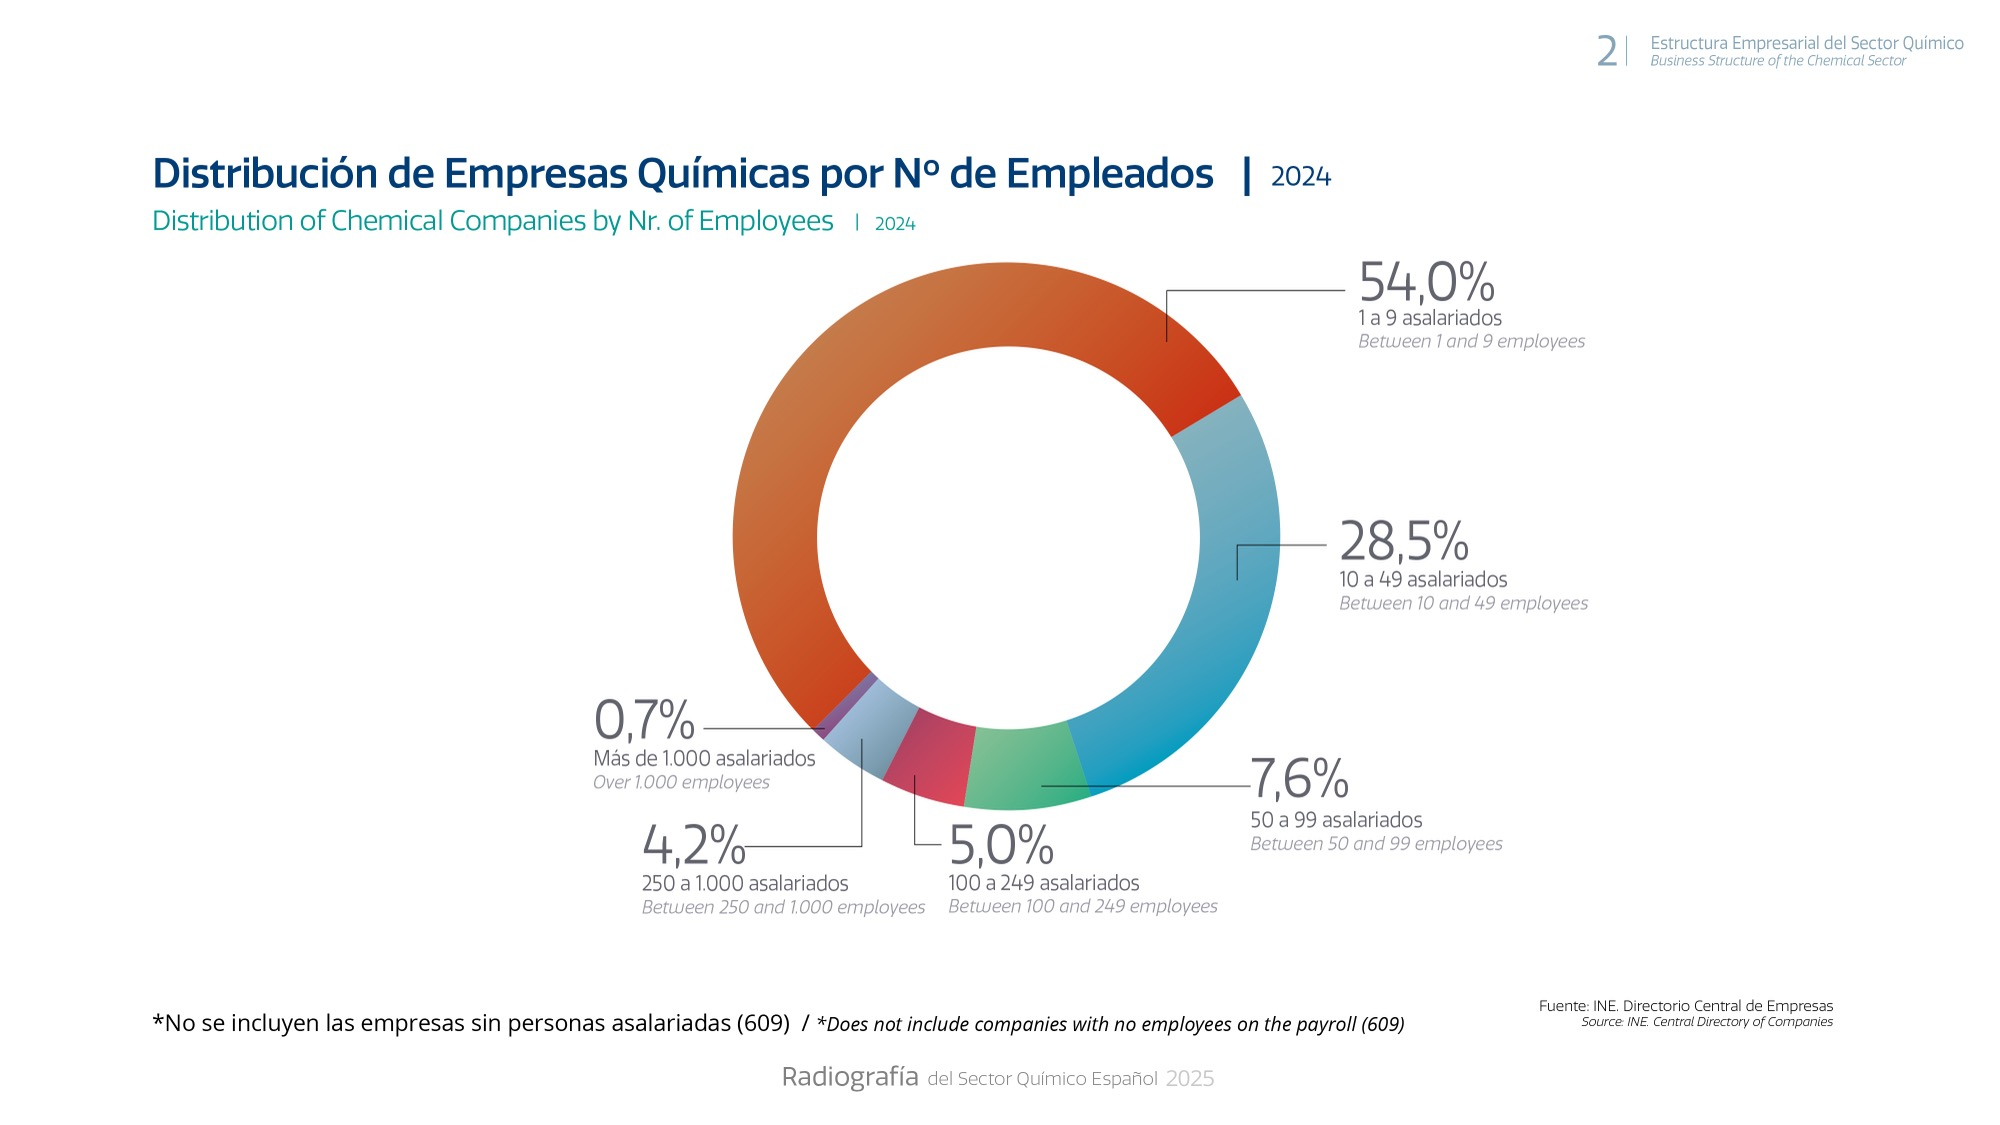 2 | Estructura Empresarial del Sector Químico
Business Structure of the Chemical Sector
Distribución de Empresas Químicas por Nº de Empleados | 2024
Distribution of Chemical Companies by Nr. of Employees | 2024
54,0%
1 a 9 asalariados
Between 1 and 9 employees
28,5%
10 a 49 asalariados
Between 10 and 49 employees
0,7%
Más de 1.000 asalariados
Over 1.000 employees
7,6%
50 a 99 asalariados
Between 50 and 99 employees
4,2%
250 a 1.000 asalariados
Between 250 and 1.000 employees
5,0%
100 a 249 asalariados
Between 100 and 249 employees
*No se incluyen las empresas sin personas asalariadas (609) / *Does not include companies with no employees on the payroll (609)
Fuente: INE. Directorio Central de Empresas
Source: INE. Central Directory of Companies
Radiografía del Sector Químico Español 2025